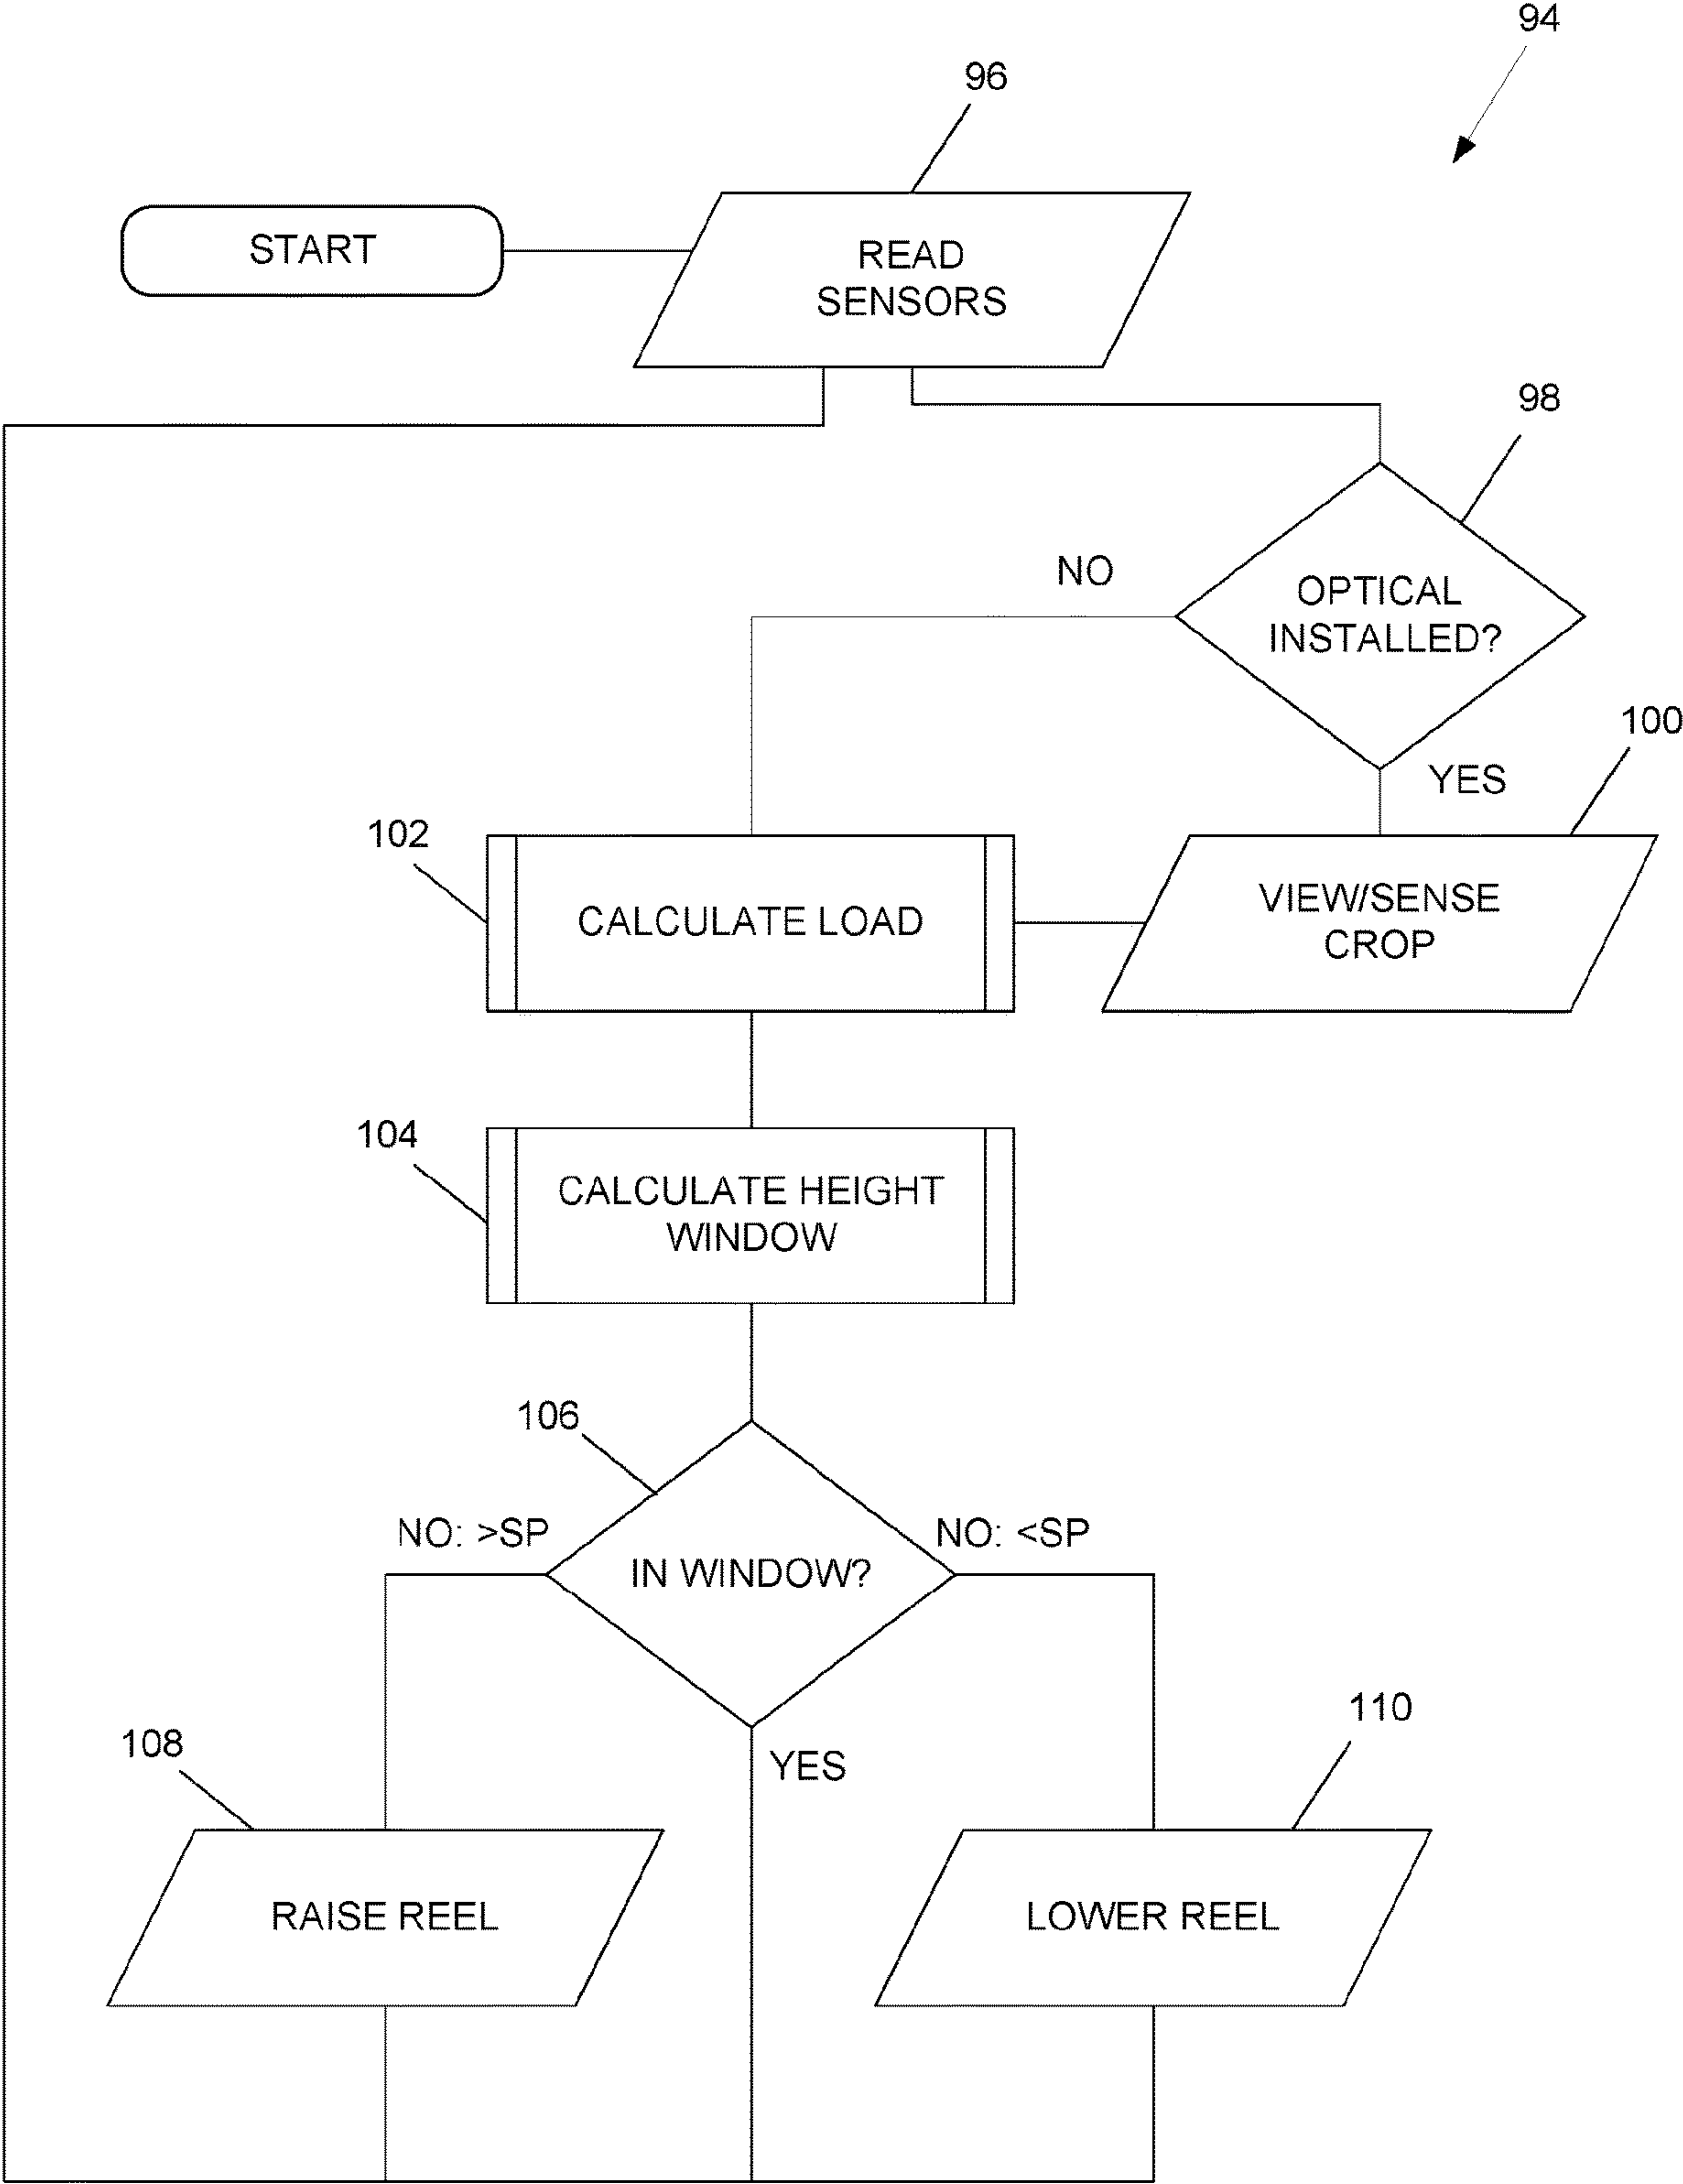 94
96
START
READ
SENSORS
98
NO
OPTICAL
INSTALLED?
100
YES
102
CALCULATE LOAD
VIEW/SENSE
CROP
104
CALCULATE HEIGHT
WINDOW
106
NO: >SP
NO: <SP
IN WINDOW?
110
108
YES
RAISE REEL
LOWER REEL